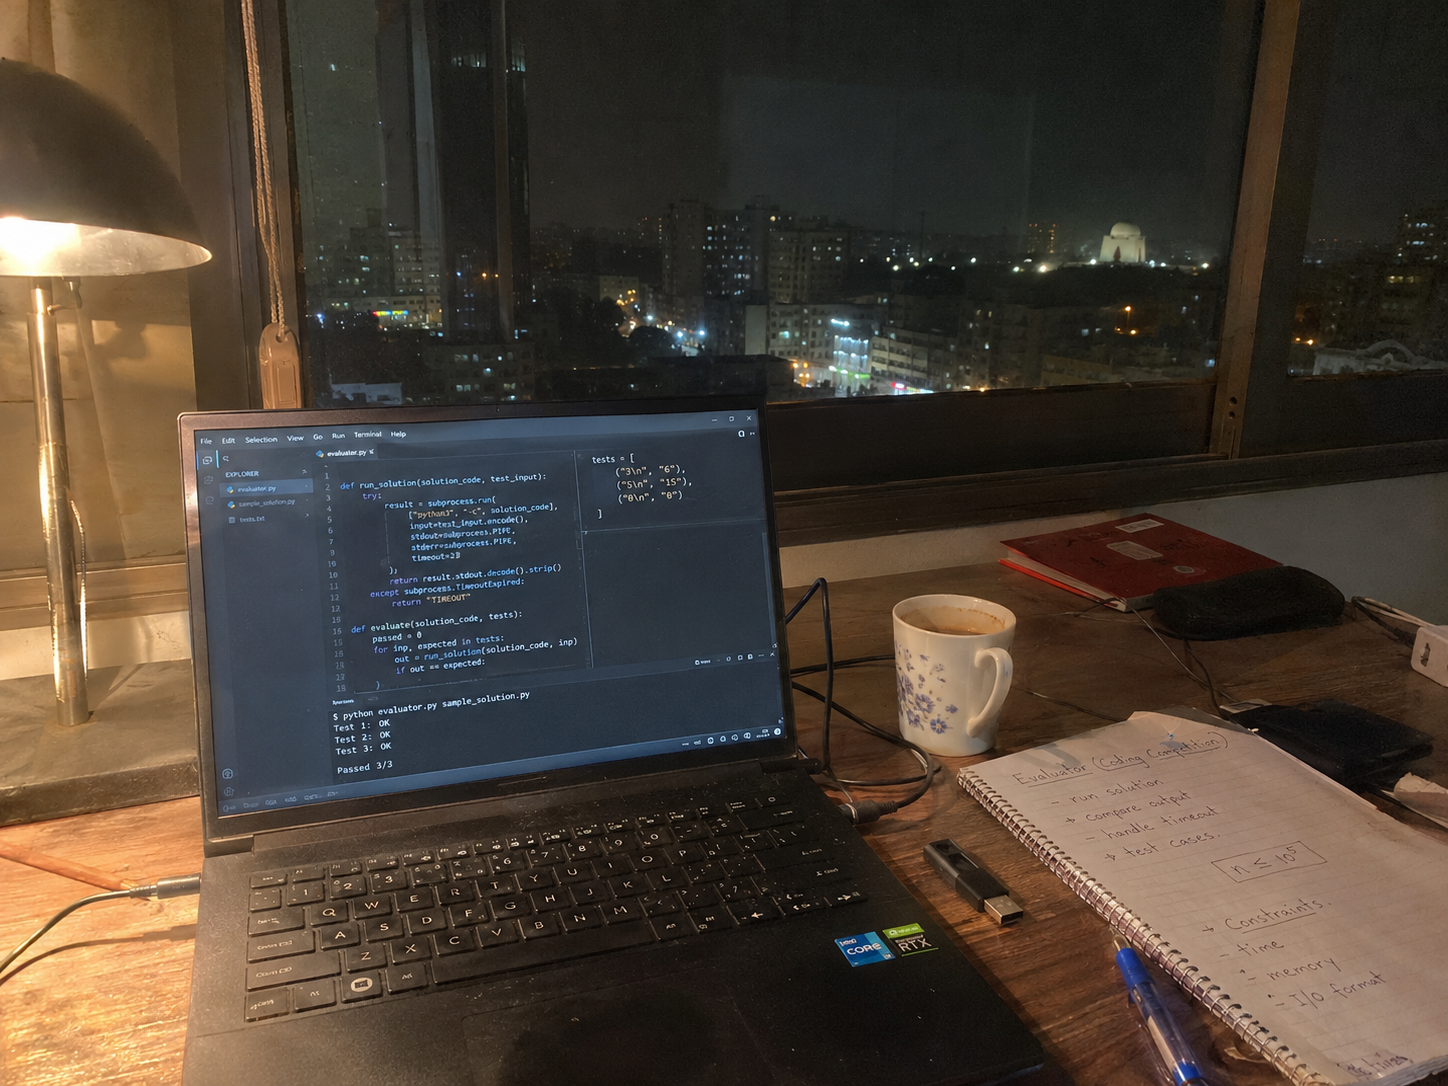 File Edit Selection View Go Run Terminal Help
EXPLORER
evaluator.py
sample_solution.py
tests.txt
evaluator.py
def run_solution(solution_code, test_input):
try:
result = subprocess.run(
["python3", "-c", solution_code],
input=test_input.encode(),
stdout=subprocess.PIPE,
stderr=subprocess.PIPE,
);
return result.stdout.decode().strip()
except subprocess.TimeoutExpired:
return "TIMEOUT"
def evaluate(solution_code, tests):
passed = 0
for inp, expected in tests:
out = run_solution(solution_code, inp)
if out == expected:
tests = [
("3\n", "6"),
("5\n", "15"),
("0\n", "0")
]
$ python evaluator.py sample_solution.py
Test 1: OK
Test 2: OK
Test 3: OK
Passed 3/3
Q W E R T Y U I O P
A S D F G H J K L
Z X C V B N M
CORE
RTX
Evaluator (Coding Competition)
- run solution
+ compare output
- handle timeout
+ test cases.
n ≤ 10⁵
+ Constraints.
- time
- memory
- I/O format